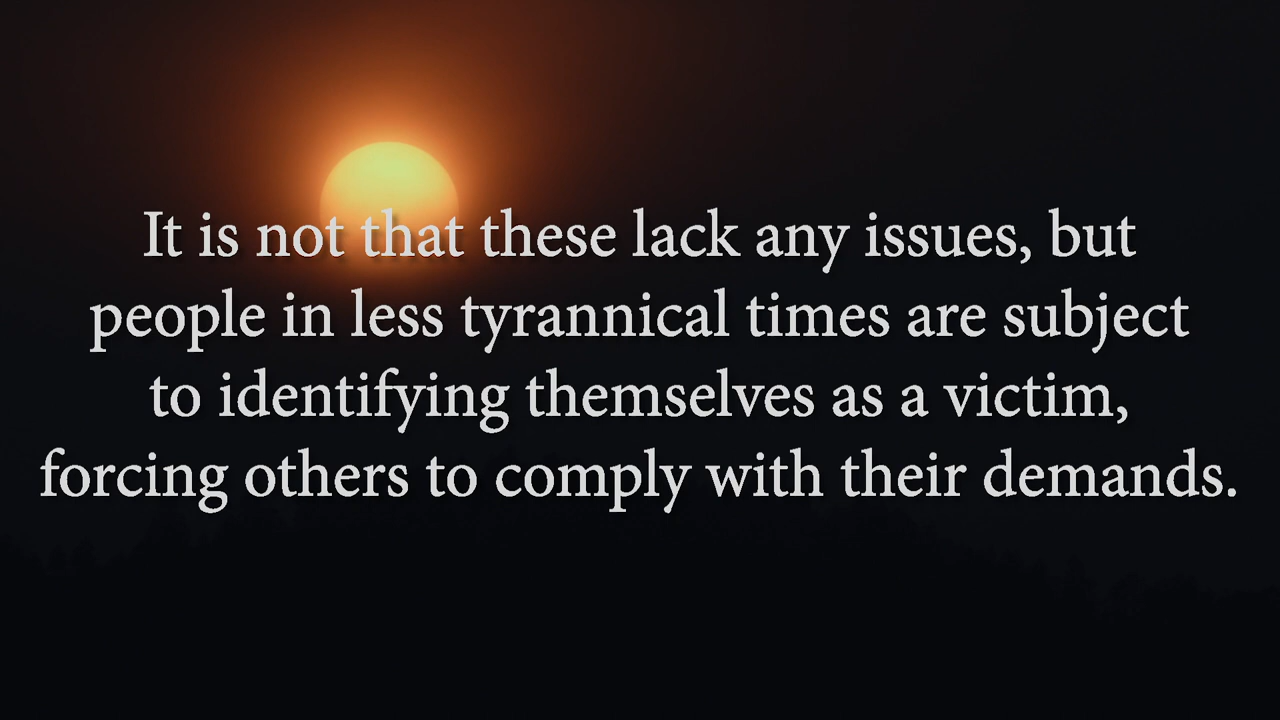 It is not that these lack any issues, but
people in less tyrannical times are subject
to identifying themselves as a victim,
forcing others to comply with their demands.